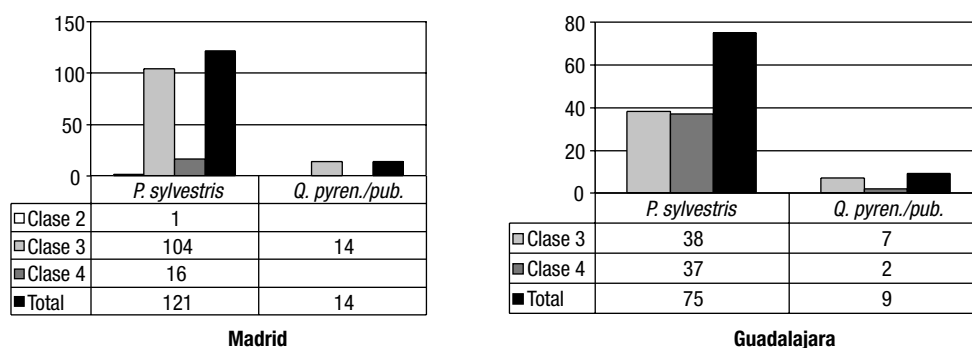 150
100
50
0
P. sylvestris Q. pyren./pub.
Clase 2 1
Clase 3 104 14
Clase 4 16
Total 121 14
Madrid
80
60
40
20
0
P. sylvestris Q. pyren./pub.
Clase 3 38 7
Clase 4 37 2
Total 75 9
Guadalajara